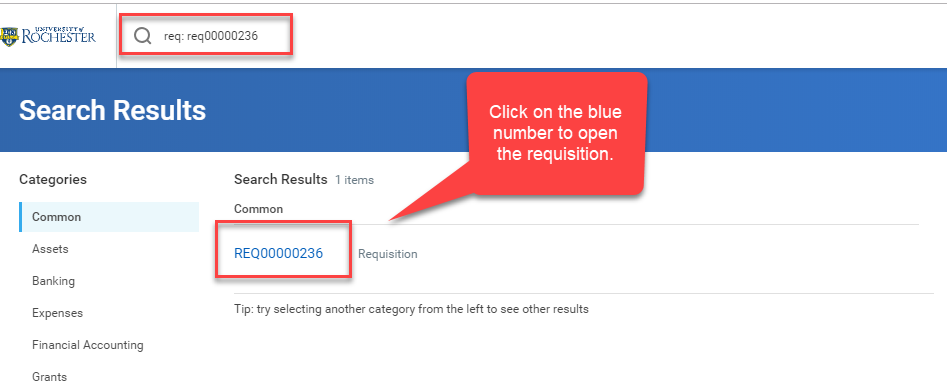 UNIVERSITY of
ROCHESTER
req: req00000236
Search Results
Click on the blue
number to open
the requisition.
Categories
Common
Assets
Banking
Expenses
Financial Accounting
Grants
Search Results 1 items
Common
REQ00000236 Requisition
Tip: try selecting another category from the left to see other results